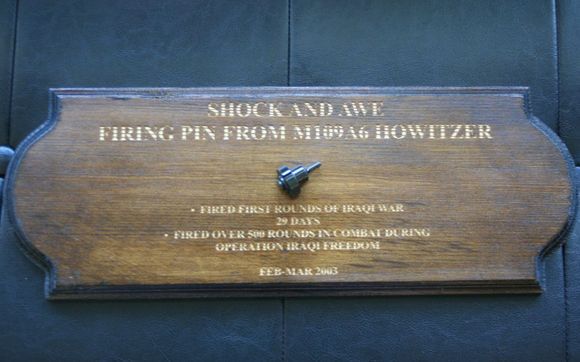 SHOCK AND AWE
FIRING PIN FROM M109A6 HOWITZER
• FIRED FIRST ROUNDS OF IRAQI WAR
29 DAYS
• FIRED OVER 500 ROUNDS IN COMBAT DURING
OPERATION IRAQI FREEDOM
FEB-MAR 2003